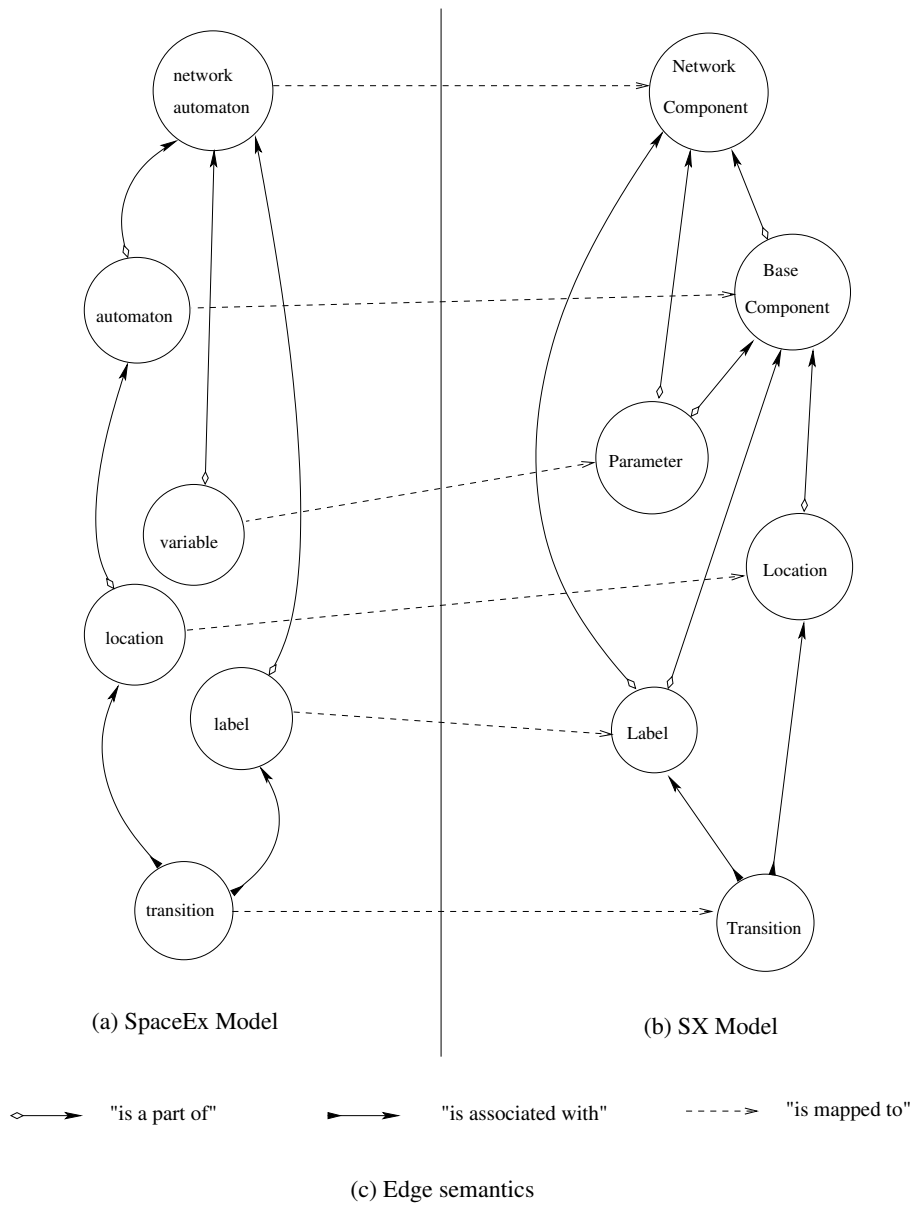 network
automaton
Network
Component
automaton
Base
Component
variable
Parameter
location
Location
label
Label
transition
Transition
(a) SpaceEx Model
(b) SX Model
"is a part of"
"is associated with"
"is mapped to"
(c) Edge semantics